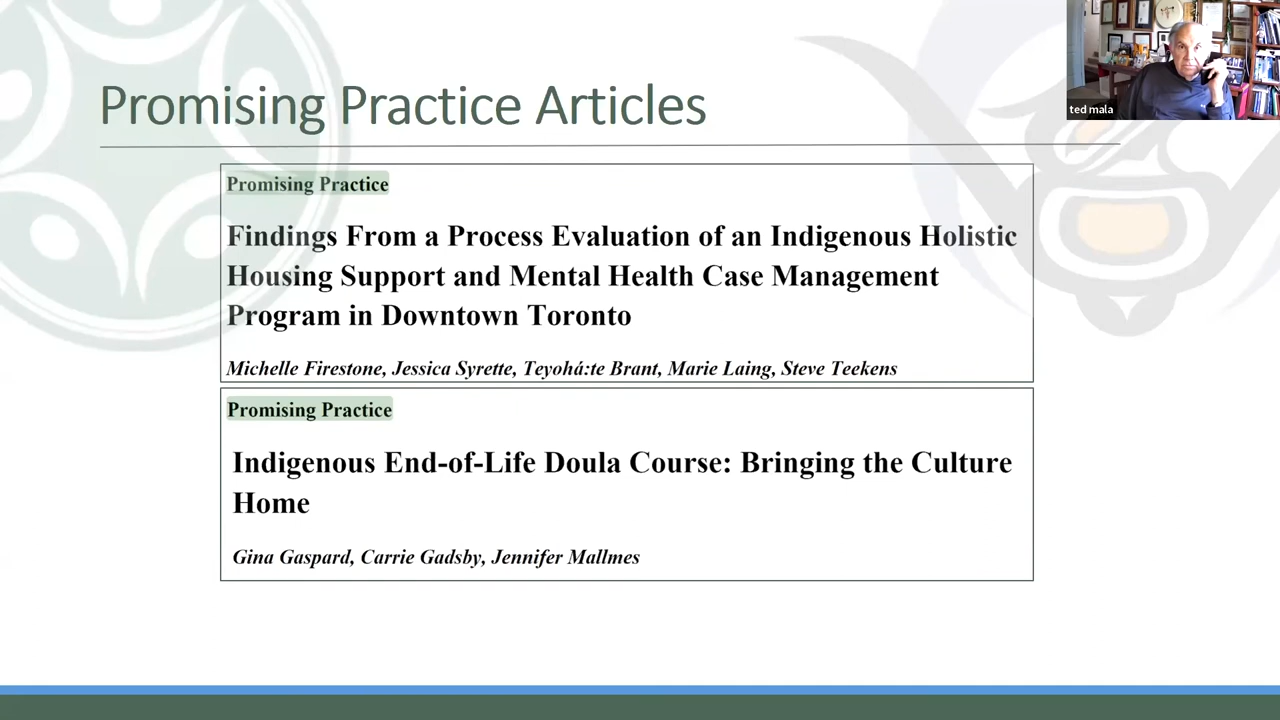 Promising Practice Articles
ted mala
Promising Practice
Findings From a Process Evaluation of an Indigenous Holistic
Housing Support and Mental Health Case Management
Program in Downtown Toronto
Michelle Firestone, Jessica Syrette, Teyohá:te Brant, Marie Laing, Steve Teekens
Promising Practice
Indigenous End-of-Life Doula Course: Bringing the Culture
Home
Gina Gaspard, Carrie Gadsby, Jennifer Mallmes